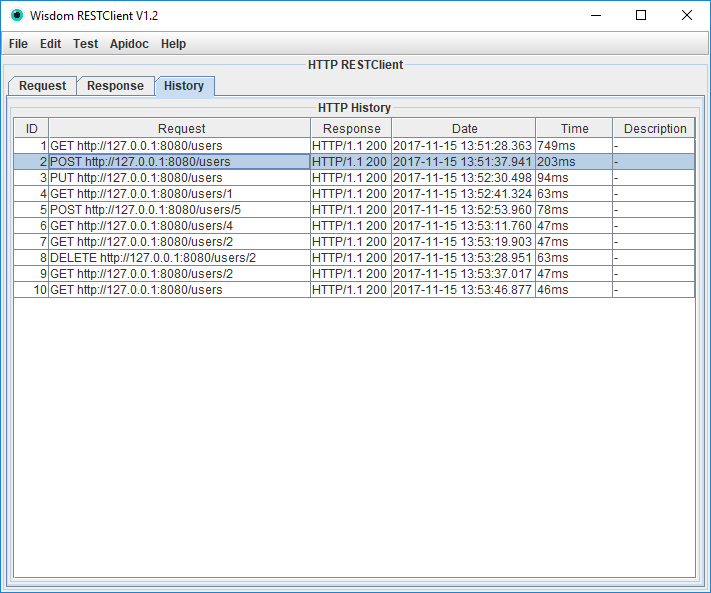 Wisdom RESTClient V1.2
File Edit Test Apidoc Help
HTTP RESTClient
Request Response History
HTTP History
ID Request Response Date Time Description
1 GET http://127.0.0.1:8080/users HTTP/1.1 200 2017-11-15 13:51:28.363 749ms -
2 POST http://127.0.0.1:8080/users HTTP/1.1 200 2017-11-15 13:51:37.941 203ms -
3 PUT http://127.0.0.1:8080/users HTTP/1.1 200 2017-11-15 13:52:30.498 94ms -
4 GET http://127.0.0.1:8080/users/1 HTTP/1.1 200 2017-11-15 13:52:41.324 63ms -
5 POST http://127.0.0.1:8080/users/5 HTTP/1.1 200 2017-11-15 13:52:53.960 78ms -
6 GET http://127.0.0.1:8080/users/4 HTTP/1.1 200 2017-11-15 13:53:11.760 47ms -
7 GET http://127.0.0.1:8080/users/2 HTTP/1.1 200 2017-11-15 13:53:19.903 47ms -
8 DELETE http://127.0.0.1:8080/users/2 HTTP/1.1 200 2017-11-15 13:53:28.951 63ms -
9 GET http://127.0.0.1:8080/users/2 HTTP/1.1 200 2017-11-15 13:53:37.017 47ms -
10 GET http://127.0.0.1:8080/users HTTP/1.1 200 2017-11-15 13:53:46.877 46ms -